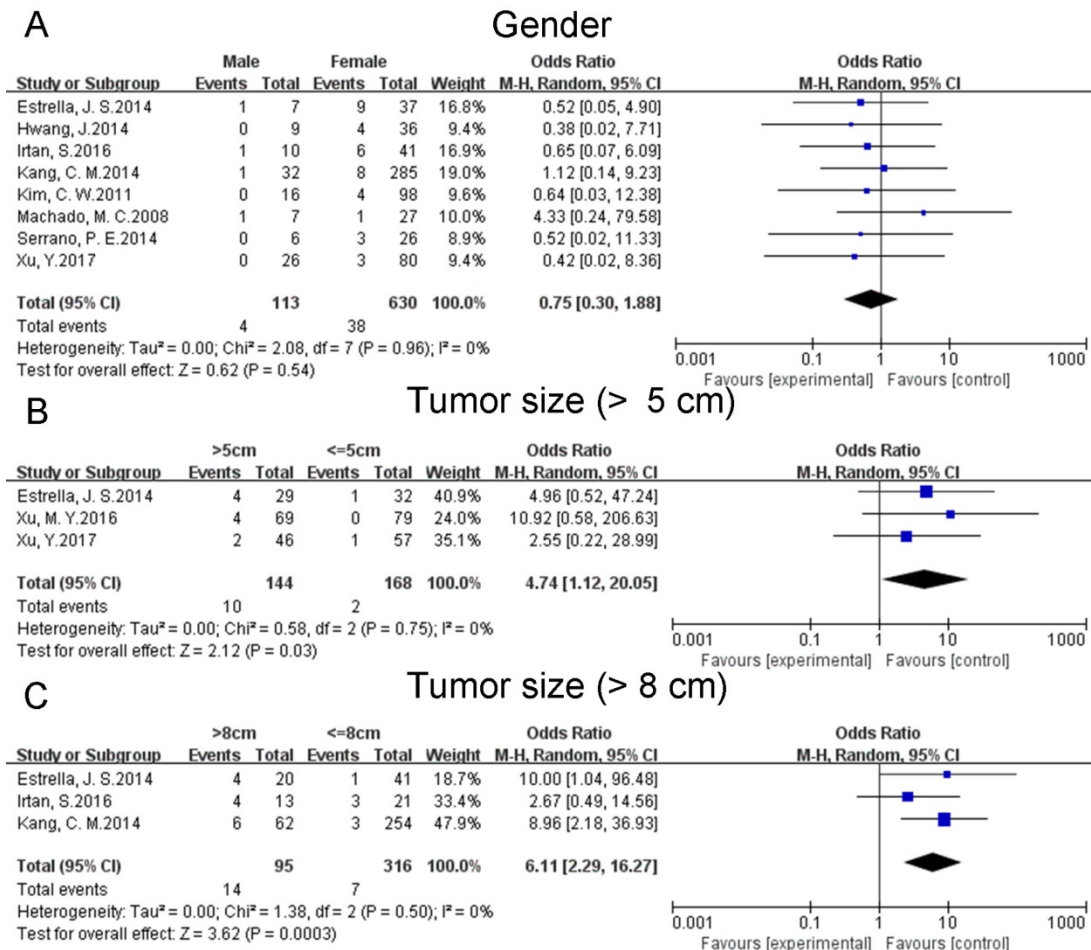 A Gender
Male Female Odds Ratio Odds Ratio
Study or Subgroup Events Total Events Total Weight M-H, Random, 95% CI M-H, Random, 95% CI
Estrella, J. S.2014 1 7 9 37 16.8% 0.52 [0.05, 4.90]
Hwang, J.2014 0 9 4 36 9.4% 0.38 [0.02, 7.71]
Irtan, S.2016 1 10 6 41 16.9% 0.65 [0.07, 6.09]
Kang, C. M.2014 1 32 8 285 19.0% 1.12 [0.14, 9.23]
Kim, C. W.2011 0 16 4 98 9.6% 0.64 [0.03, 12.38]
Machado, M. C.2008 1 7 1 27 10.0% 4.33 [0.24, 79.58]
Serrano, P. E.2014 0 6 3 26 8.9% 0.52 [0.02, 11.33]
Xu, Y.2017 0 26 3 80 9.4% 0.42 [0.02, 8.36]
Total (95% CI) 113 630 100.0% 0.75 [0.30, 1.88]
Total events 4 38
Heterogeneity: Tau² = 0.00; Chi² = 2.08, df = 7 (P = 0.96); I² = 0%
Test for overall effect: Z = 0.62 (P = 0.54)
0.001 0.1 1 10 1000
Favours [experimental] Favours [control]
B Tumor size (> 5 cm)
>5cm <=5cm Odds Ratio Odds Ratio
Study or Subgroup Events Total Events Total Weight M-H, Random, 95% CI M-H, Random, 95% CI
Estrella, J. S.2014 4 29 1 32 40.9% 4.96 [0.52, 47.24]
Xu, M. Y.2016 4 69 0 79 24.0% 10.92 [0.58, 206.63]
Xu, Y.2017 2 46 1 57 35.1% 2.55 [0.22, 28.99]
Total (95% CI) 144 168 100.0% 4.74 [1.12, 20.05]
Total events 10 2
Heterogeneity: Tau² = 0.00; Chi² = 0.58, df = 2 (P = 0.75); I² = 0%
Test for overall effect: Z = 2.12 (P = 0.03)
0.001 0.1 1 10 1000
Favours [experimental] Favours [control]
C Tumor size (> 8 cm)
>8cm <=8cm Odds Ratio Odds Ratio
Study or Subgroup Events Total Events Total Weight M-H, Random, 95% CI M-H, Random, 95% CI
Estrella, J. S.2014 4 20 1 41 18.7% 10.00 [1.04, 96.48]
Irtan, S.2016 4 13 3 21 33.4% 2.67 [0.49, 14.56]
Kang, C. M.2014 6 62 3 254 47.9% 8.96 [2.18, 36.93]
Total (95% CI) 95 316 100.0% 6.11 [2.29, 16.27]
Total events 14 7
Heterogeneity: Tau² = 0.00; Chi² = 1.38, df = 2 (P = 0.50); I² = 0%
Test for overall effect: Z = 3.62 (P = 0.0003)
0.001 0.1 1 10 1000
Favours [experimental] Favours [control]